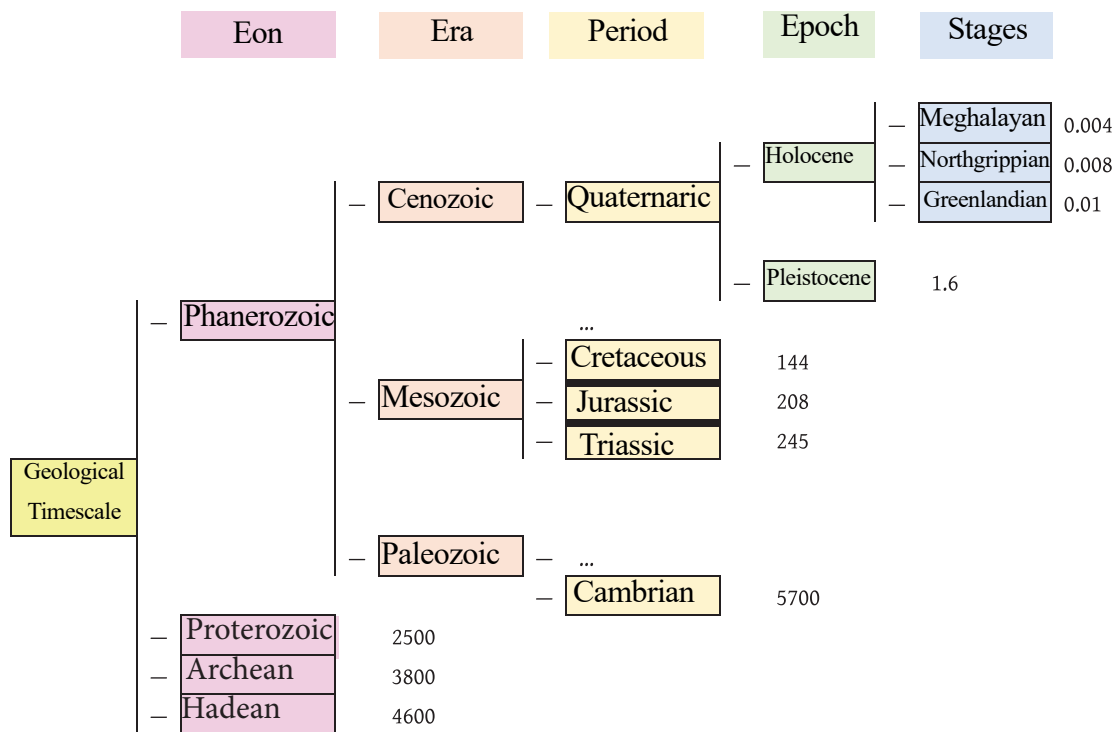 Eon Era Period Epoch Stages
Meghalayan 0.004
Holocene Northgrippian 0.008
Cenozoic Quaternaric Greenlandian 0.01
Pleistocene 1.6
Phanerozoic ...
Cretaceous 144
Mesozoic Jurassic 208
Triassic 245
Geological
Timescale
Paleozoic ...
Cambrian 5700
Proterozoic 2500
Archean 3800
Hadean 4600